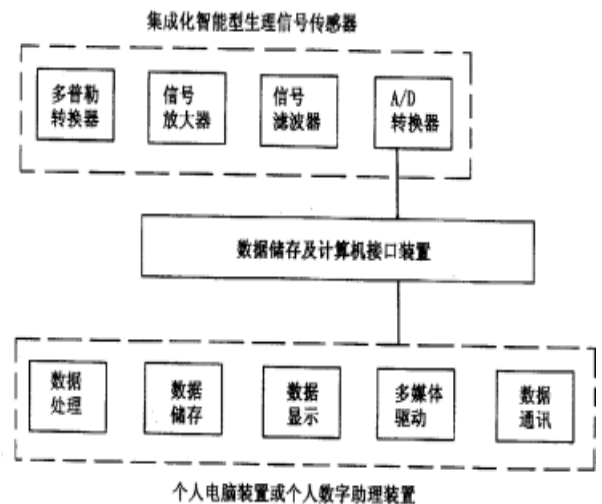 集成化智能型生理信号传感器
多普勒
转换器
信号
放大器
信号
滤波器
A/D
转换器
数据储存及计算机接口装置
数据
处理
数据
储存
数据
显示
多媒体
驱动
数据
通讯
个人电脑装置或个人数字助理装置